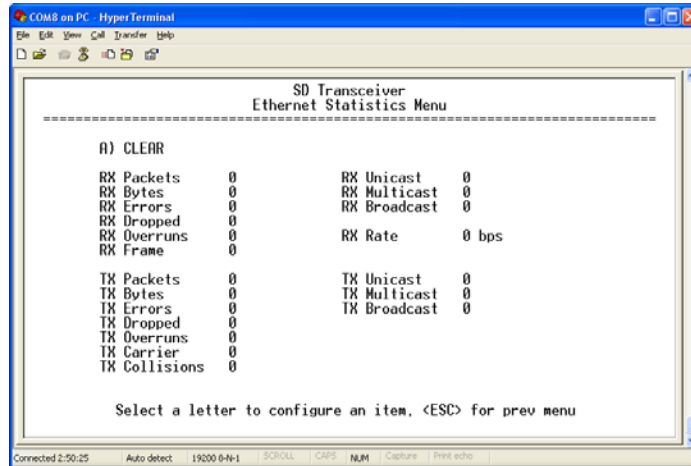 COM8 on PC - HyperTerminal
File Edit View Call Transfer Help
SD Transceiver
Ethernet Statistics Menu
================================================================================
A) CLEAR
RX Packets 0 RX Unicast 0
RX Bytes 0 RX Multicast 0
RX Errors 0 RX Broadcast 0
RX Dropped 0
RX Overruns 0 RX Rate 0 bps
RX Frame 0
TX Packets 0 TX Unicast 0
TX Bytes 0 TX Multicast 0
TX Errors 0 TX Broadcast 0
TX Dropped 0
TX Overruns 0
TX Carrier 0
TX Collisions 0
Select a letter to configure an item, <ESC> for prev menu
Connected 2:50:25 Auto detect 19200 8-N-1 SCROLL CAPS NUM Capture Print echo